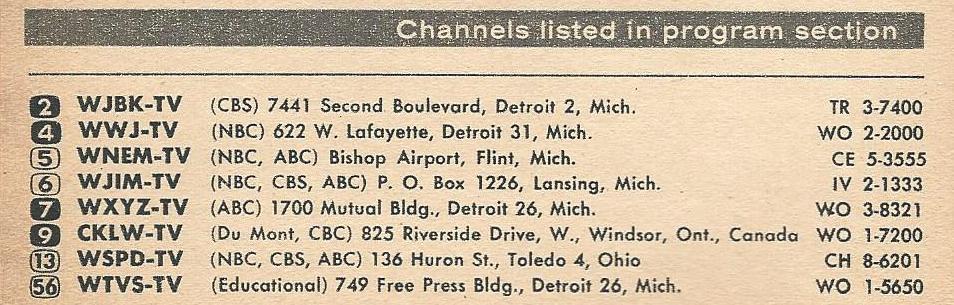 Channels listed in program section
2 WJBK-TV (CBS) 7441 Second Boulevard, Detroit 2, Mich. TR 3-7400
4 WWJ-TV (NBC) 622 W. Lafayette, Detroit 31, Mich. WO 2-2000
5 WNEM-TV (NBC, ABC) Bishop Airport, Flint, Mich. CE 5-3555
6 WJIM-TV (NBC, CBS, ABC) P. O. Box 1226, Lansing, Mich. IV 2-1333
7 WXYZ-TV (ABC) 1700 Mutual Bldg., Detroit 26, Mich. WO 3-8321
9 CKLW-TV (Du Mont, CBC) 825 Riverside Drive, W., Windsor, Ont., Canada WO 1-7200
13 WSPD-TV (NBC, CBS, ABC) 136 Huron St., Toledo 4, Ohio CH 8-6201
56 WTVS-TV (Educational) 749 Free Press Bldg., Detroit 26, Mich. WO 1-5650